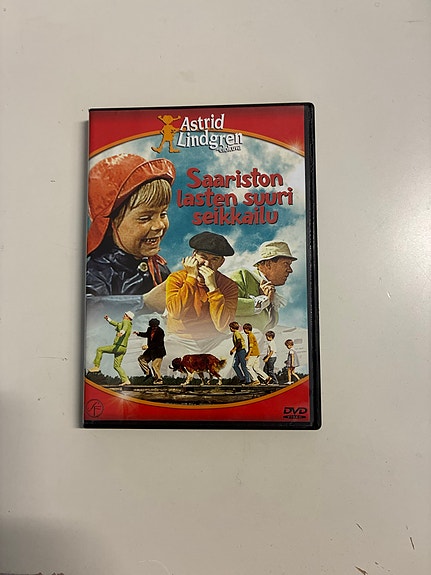 Astrid
Lindgren
Saariston
lasten suuri
seikkailu
DVD